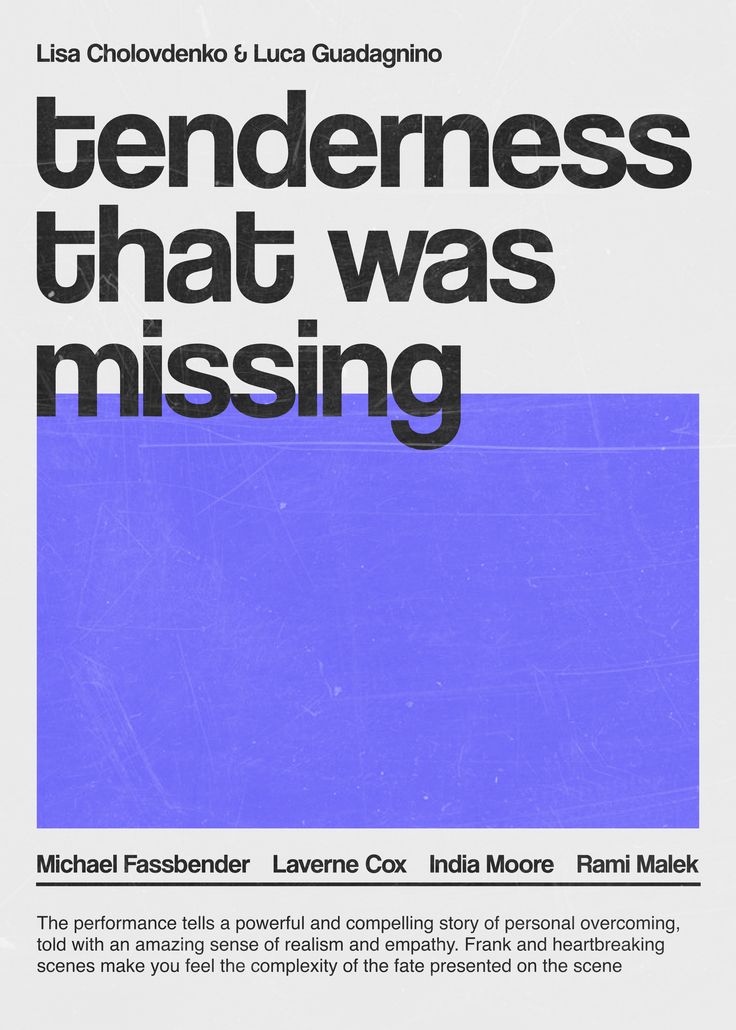 Lisa Cholovdenko & Luca Guadagnino
tenderness
that was
missing
Michael Fassbender Laverne Cox India Moore Rami Malek
The performance tells a powerful and compelling story of personal overcoming,
told with an amazing sense of realism and empathy. Frank and heartbreaking
scenes make you feel the complexity of the fate presented on the scene